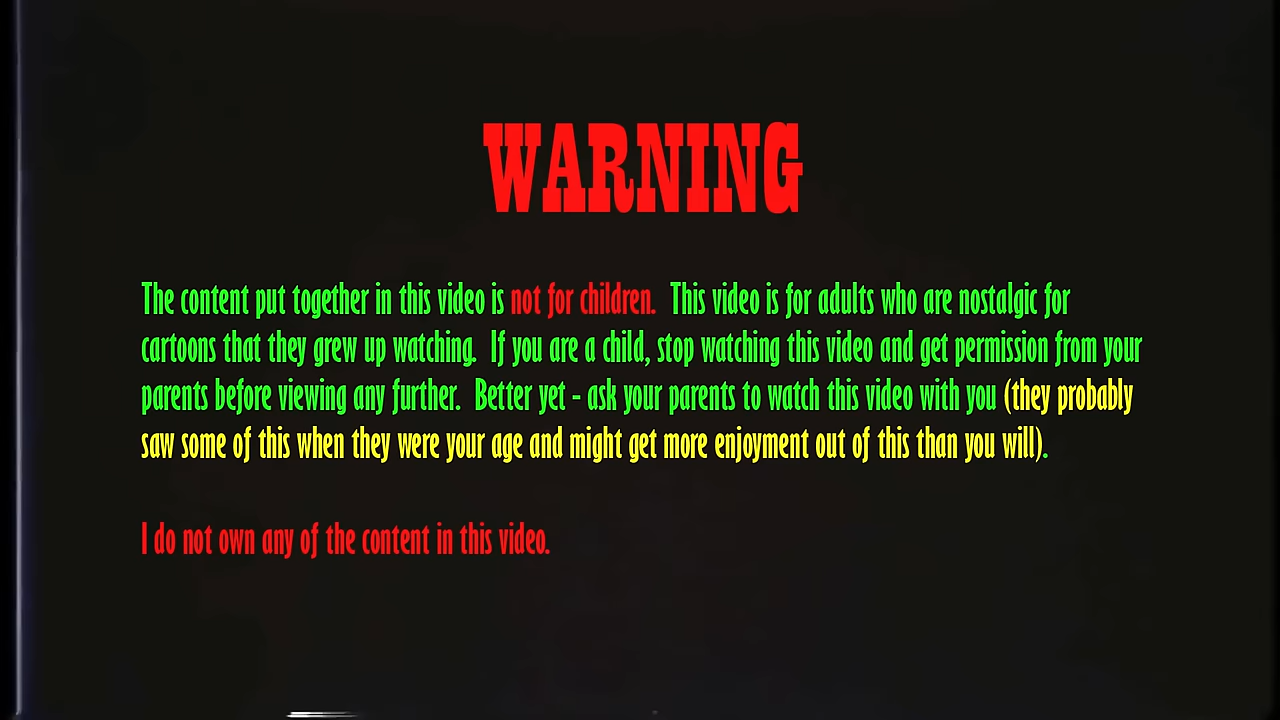 WARNING
The content put together in this video is not for children.  This video is for adults who are nostalgic for
cartoons that they grew up watching.  If you are a child, stop watching this video and get permission from your
parents before viewing any further.  Better yet - ask your parents to watch this video with you (they probably
saw some of this when they were your age and might get more enjoyment out of this than you will).
I do not own any of the content in this video.